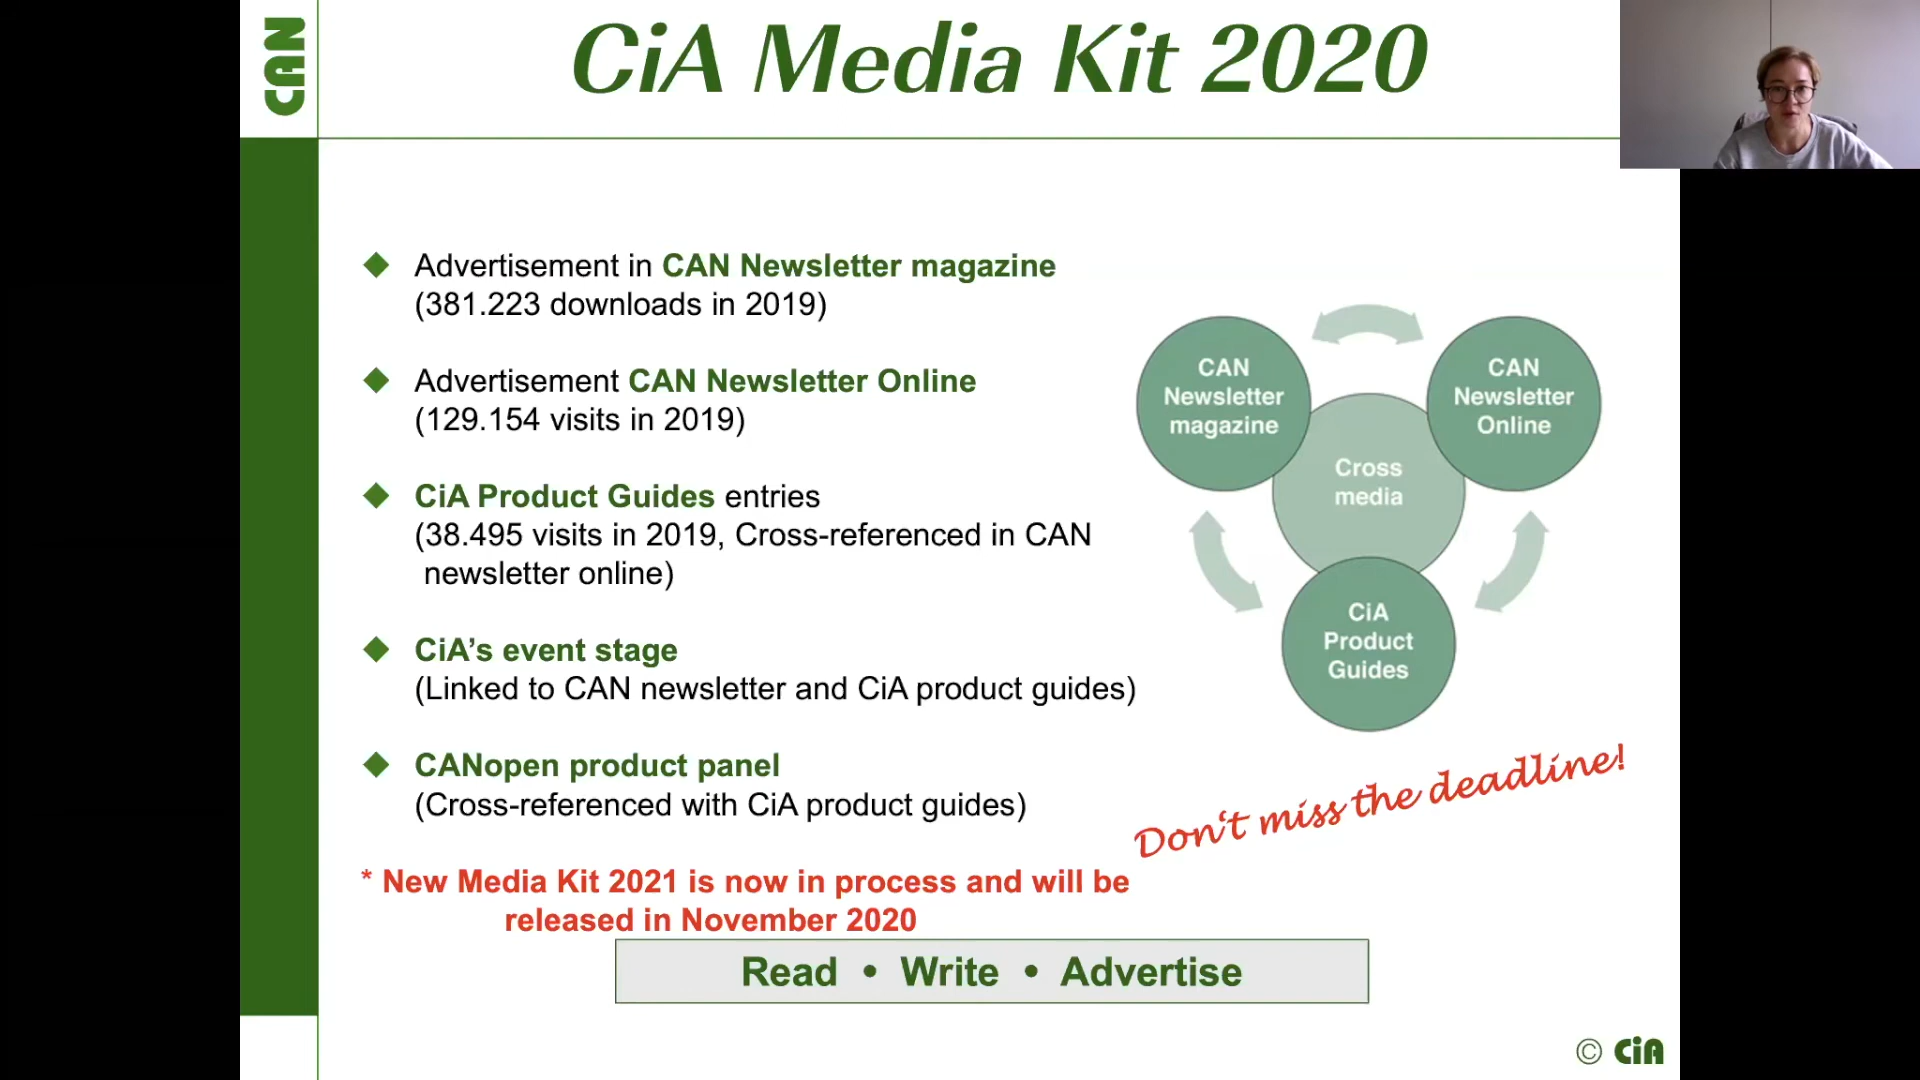 CAN
CiA Media Kit 2020
◆ Advertisement in CAN Newsletter magazine
(381.223 downloads in 2019)
◆ Advertisement CAN Newsletter Online
(129.154 visits in 2019)
◆ CiA Product Guides entries
(38.495 visits in 2019, Cross-referenced in CAN
newsletter online)
◆ CiA’s event stage
(Linked to CAN newsletter and CiA product guides)
◆ CANopen product panel
(Cross-referenced with CiA product guides)
* New Media Kit 2021 is now in process and will be
released in November 2020
CAN
Newsletter
magazine
CAN
Newsletter
Online
Cross
media
CiA
Product
Guides
Don‘t miss the deadline!
Read • Write • Advertise
© CiA